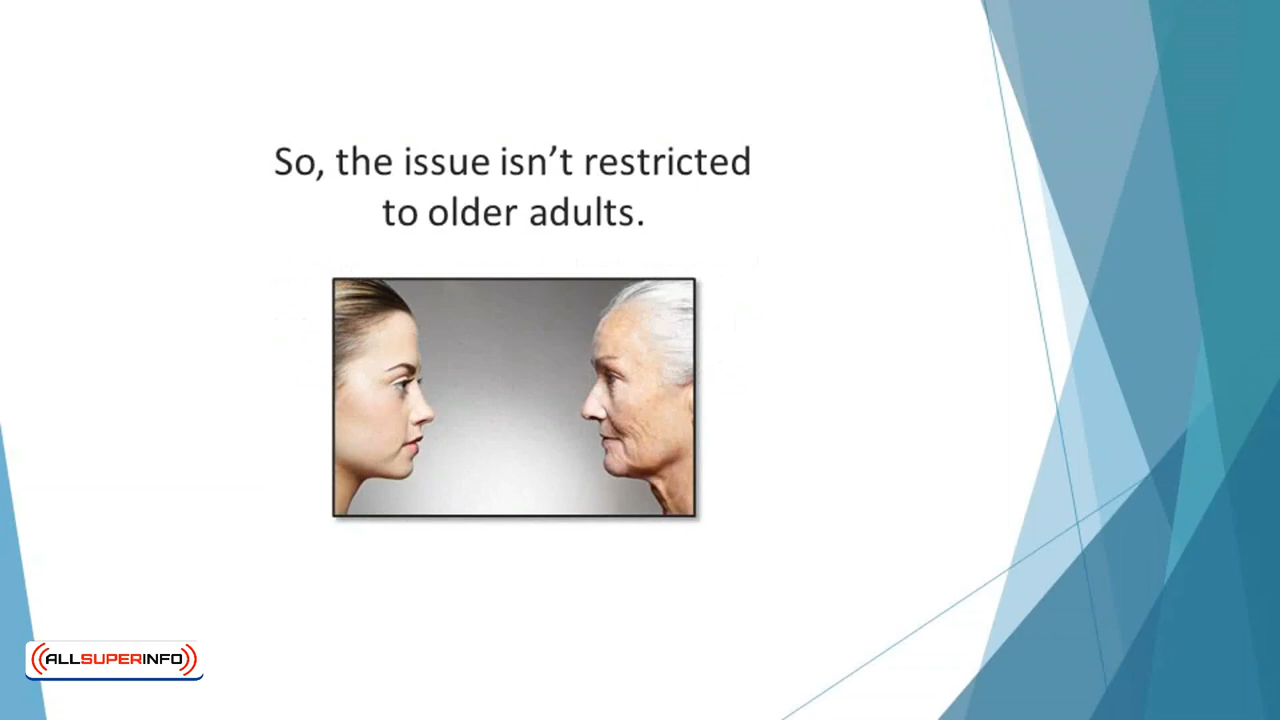 So, the issue isn’t restricted
to older adults.
ALLSUPERINFO